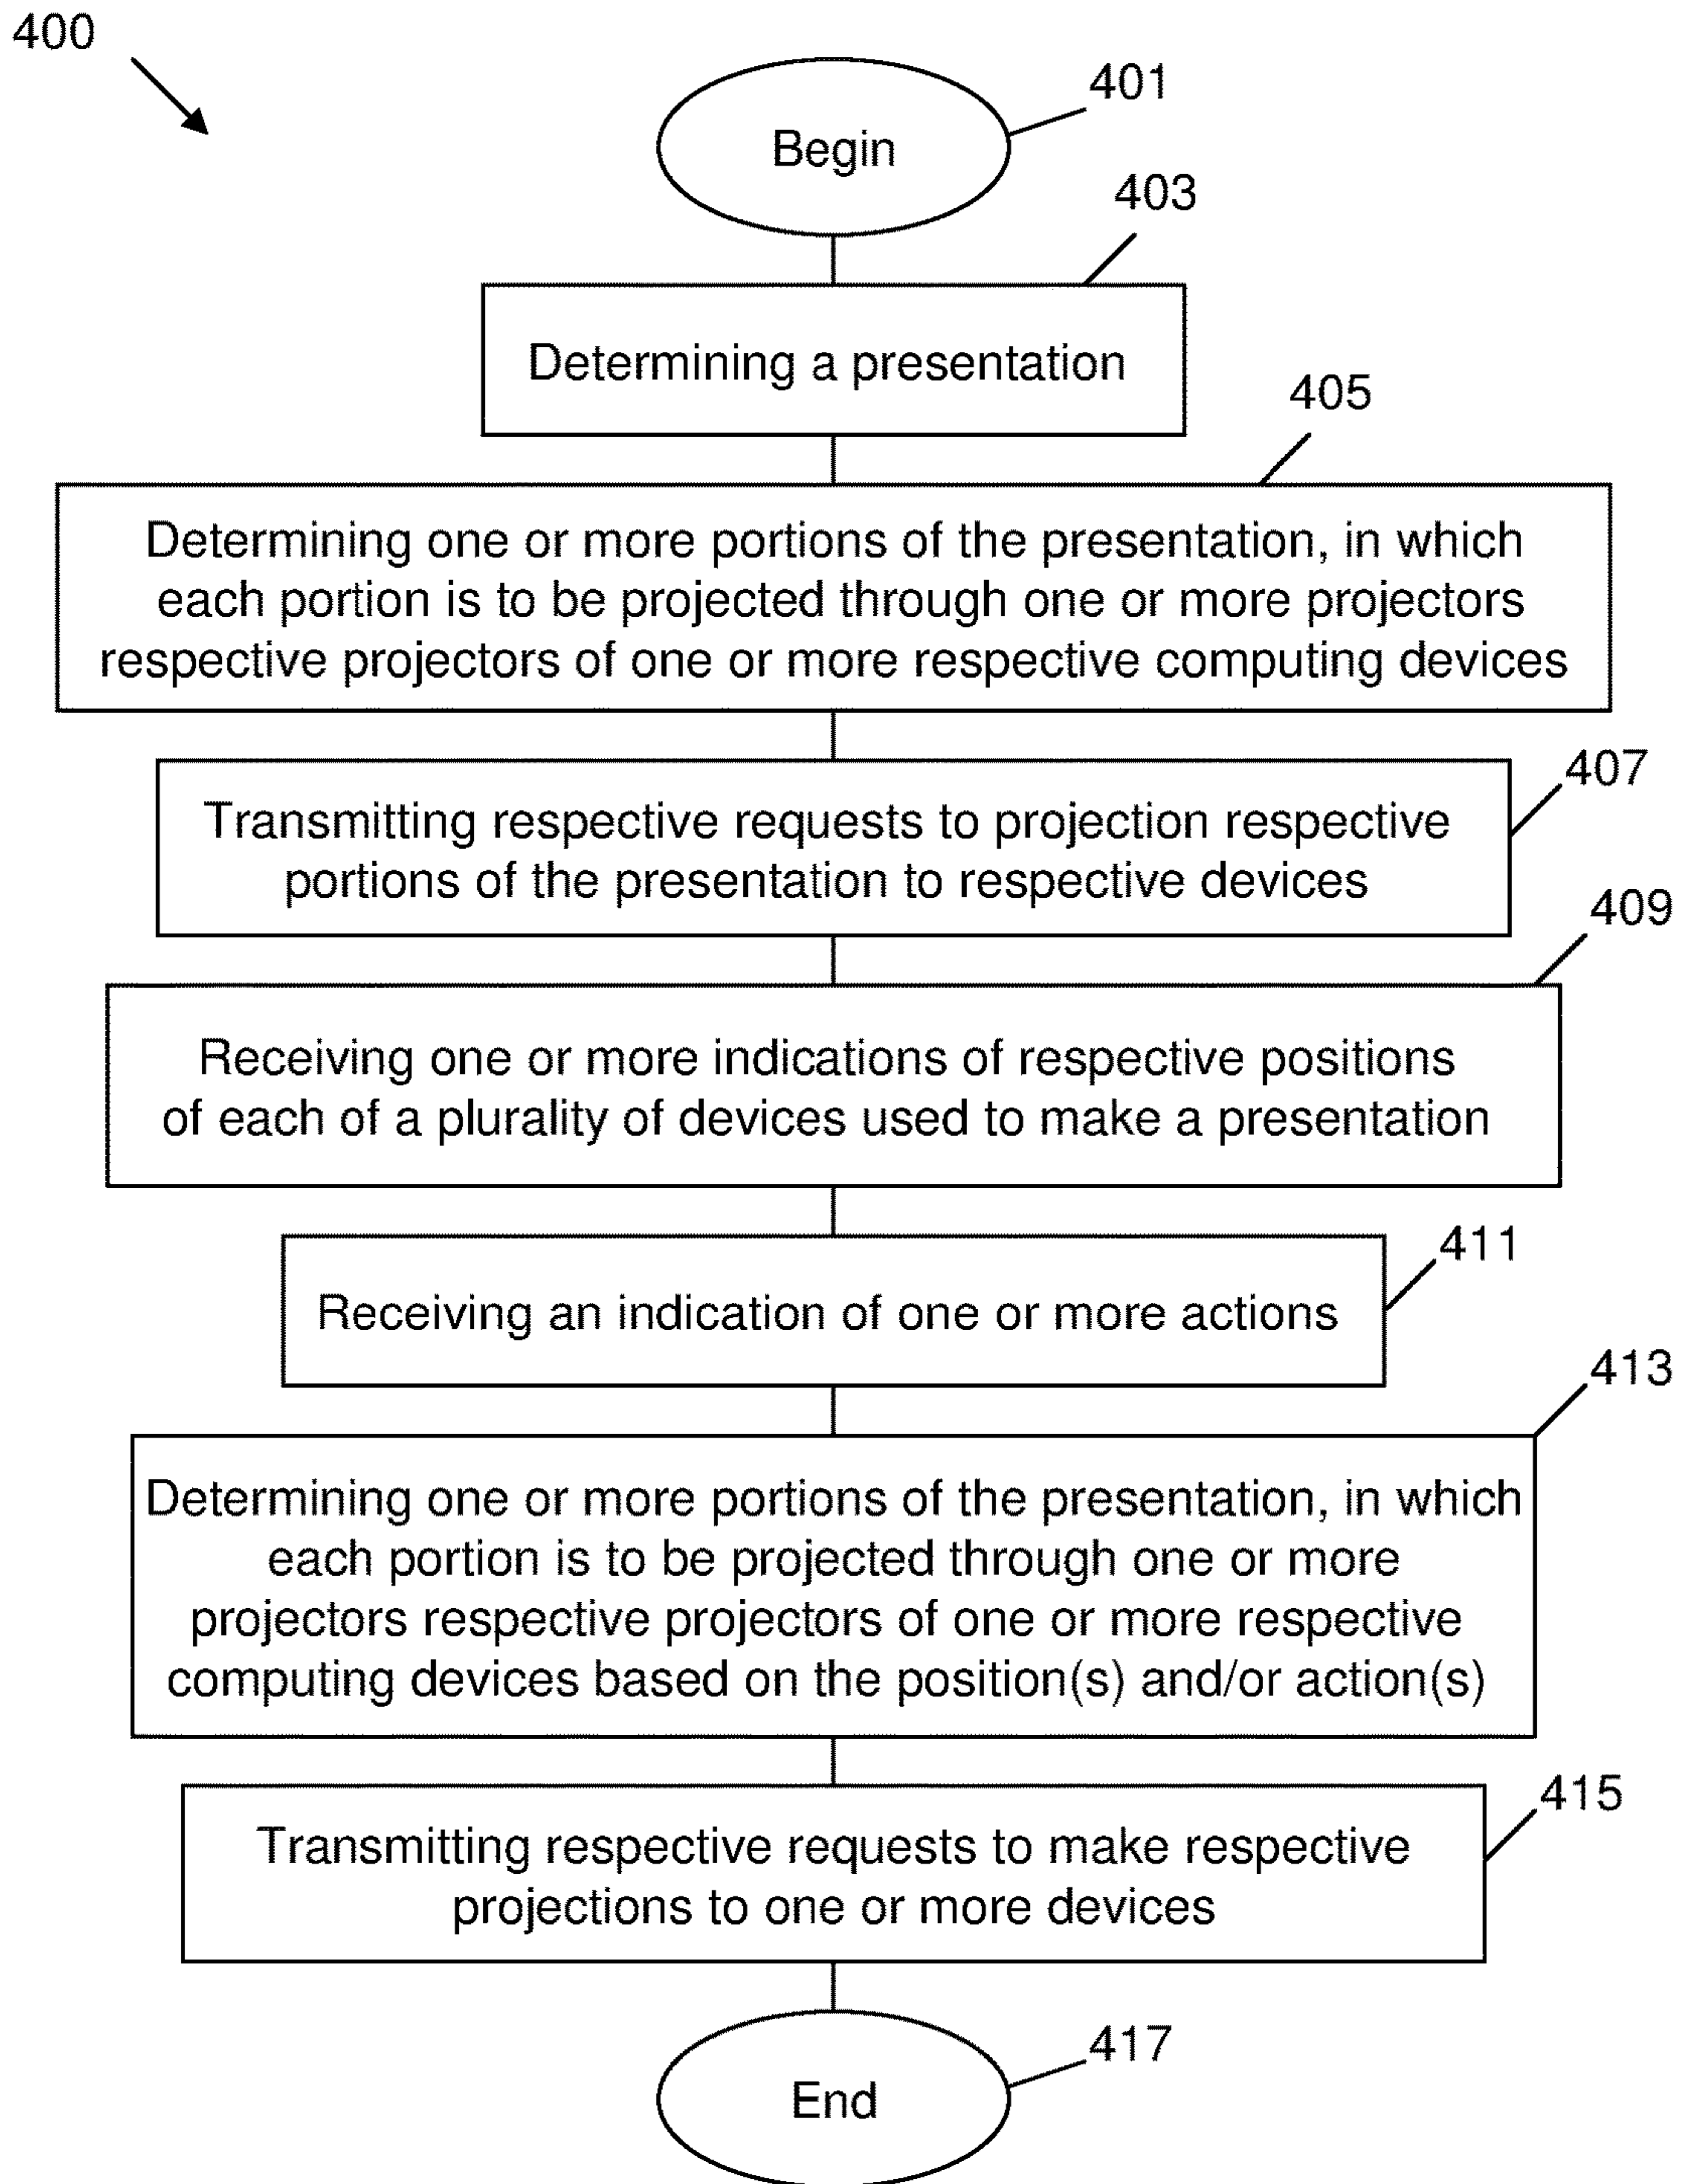 400
401
Begin
403
Determining a presentation
405
Determining one or more portions of the presentation, in which
each portion is to be projected through one or more projectors
respective projectors of one or more respective computing devices
407
Transmitting respective requests to projection respective
portions of the presentation to respective devices
409
Receiving one or more indications of respective positions
of each of a plurality of devices used to make a presentation
411
Receiving an indication of one or more actions
413
Determining one or more portions of the presentation, in which
each portion is to be projected through one or more
projectors respective projectors of one or more respective
computing devices based on the position(s) and/or action(s)
415
Transmitting respective requests to make respective
projections to one or more devices
417
End